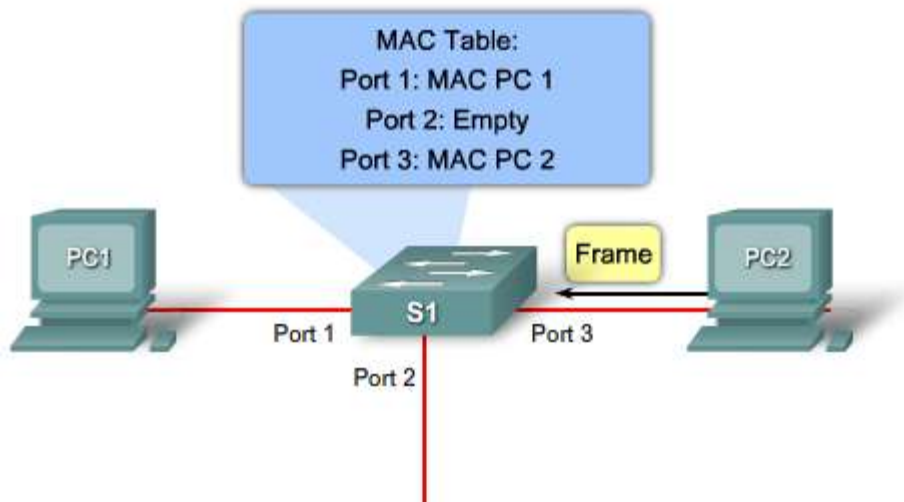 MAC Table:
Port 1: MAC PC 1
Port 2: Empty
Port 3: MAC PC 2
PC1
Frame
PC2
S1
Port 1
Port 3
Port 2